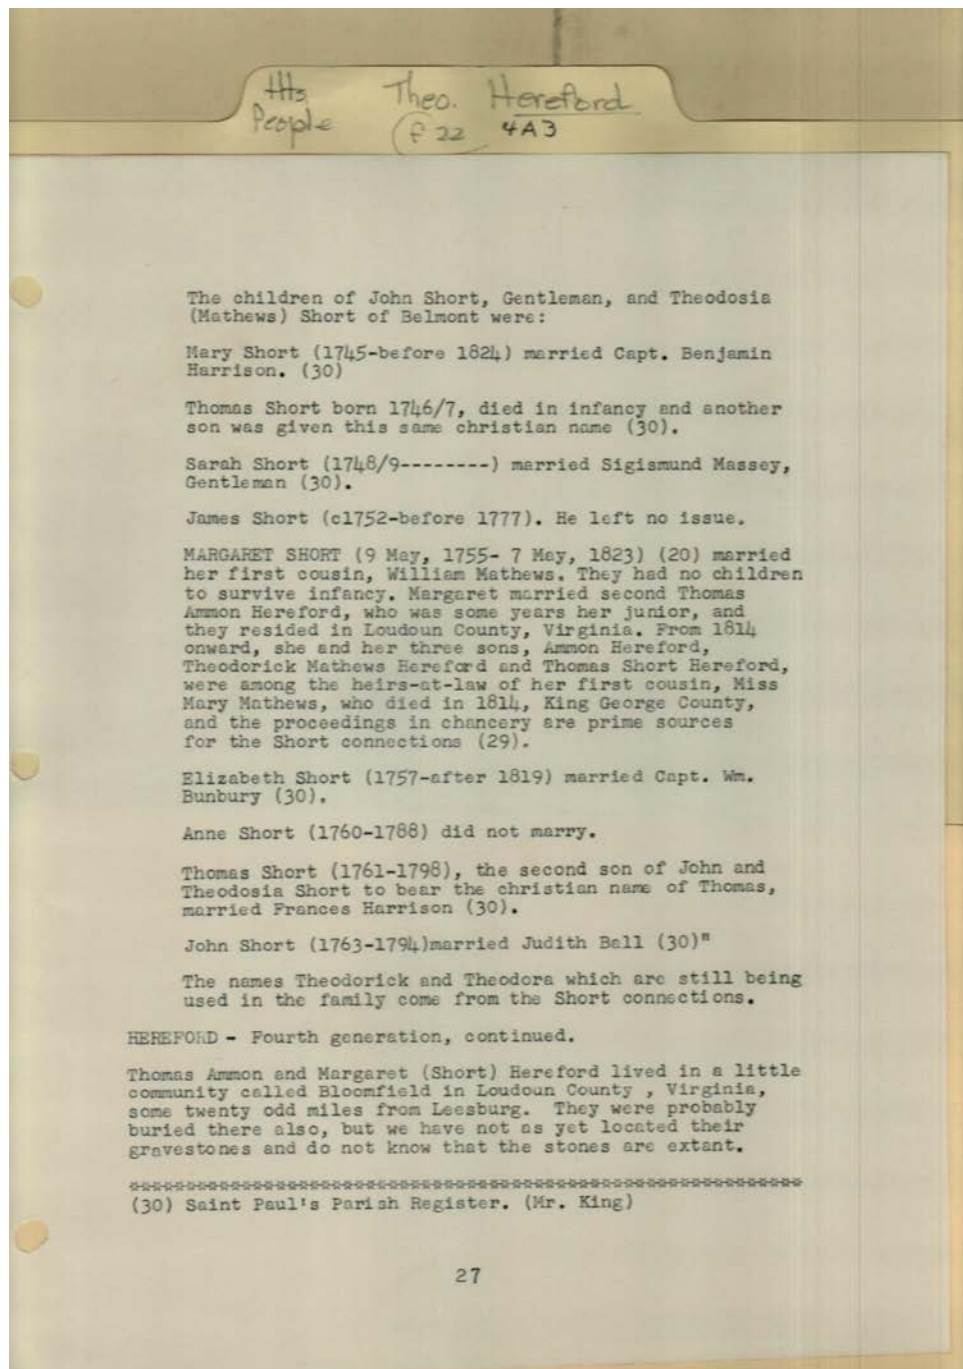 Hts Theo. Hereford
People f 22 4A3
The children of John Short, Gentleman, and Theodosia
(Mathews) Short of Belmont were:
Mary Short (1745-before 1824) married Capt. Benjamin
Harrison. (30)
Thomas Short born 1746/7, died in infancy and another
son was given this same christian name (30).
Sarah Short (1748/9--------) married Sigismund Massey,
Gentleman (30).
James Short (c1752-before 1777). He left no issue.
MARGARET SHORT (9 May, 1755- 7 May, 1823) (20) married
her first cousin, William Mathews. They had no children
to survive infancy. Margaret married second Thomas
Ammon Hereford, who was some years her junior, and
they resided in Loudoun County, Virginia. From 1814
onward, she and her three sons, Ammon Hereford,
Theodorick Mathews Hereford and Thomas Short Hereford,
were among the heirs-at-law of her first cousin, Miss
Mary Mathews, who died in 1814, King George County,
and the proceedings in chancery are prime sources
for the Short connections (29).
Elizabeth Short (1757-after 1819) married Capt. Wm.
Bunbury (30).
Anne Short (1760-1788) did not marry.
Thomas Short (1761-1798), the second son of John and
Theodosia Short to bear the christian name of Thomas,
married Frances Harrison (30).
John Short (1763-1794)married Judith Ball (30)"
The names Theodorick and Theodora which are still being
used in the family come from the Short connections.
HEREFORD - Fourth generation, continued.
Thomas Ammon and Margaret (Short) Hereford lived in a little
community called Bloomfield in Loudoun County , Virginia,
some twenty odd miles from Leesburg. They were probably
buried there also, but we have not as yet located their
gravestones and do not know that the stones are extant.
(30) Saint Paul's Parish Register. (Mr. King)
27